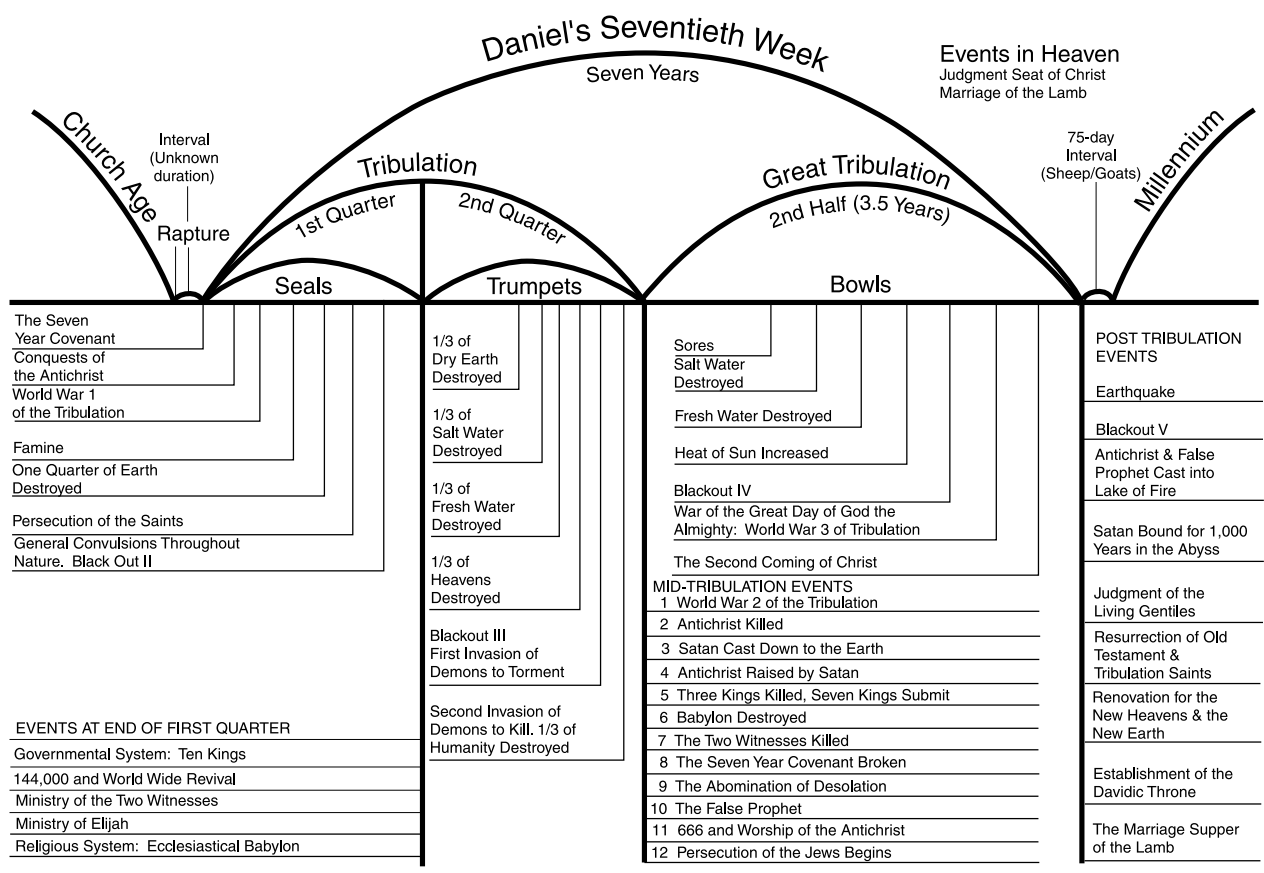 Daniel's Seventieth Week
Seven Years
Events in Heaven
Judgment Seat of Christ
Marriage of the Lamb
Church Age
Interval
(Unknown
duration)
Rapture
Tribulation
1st Quarter
2nd Quarter
Great Tribulation
2nd Half (3.5 Years)
75-day
Interval
(Sheep/Goats)
Millennium
Seals
Trumpets
Bowls
The Seven
Year Covenant
Conquests of
the Antichrist
World War 1
of the Tribulation
Famine
One Quarter of Earth
Destroyed
Persecution of the Saints
General Convulsions Throughout
Nature. Black Out II
EVENTS AT END OF FIRST QUARTER
Governmental System: Ten Kings
144,000 and World Wide Revival
Ministry of the Two Witnesses
Ministry of Elijah
Religious System: Ecclesiastical Babylon
1/3 of
Dry Earth
Destroyed
1/3 of
Salt Water
Destroyed
1/3 of
Fresh Water
Destroyed
1/3 of
Heavens
Destroyed
Blackout III
First Invasion of
Demons to Torment
Second Invasion of
Demons to Kill. 1/3 of
Humanity Destroyed
Sores
Salt Water
Destroyed
Fresh Water Destroyed
Heat of Sun Increased
Blackout IV
War of the Great Day of God the
Almighty: World War 3 of Tribulation
The Second Coming of Christ
MID-TRIBULATION EVENTS
1 World War 2 of the Tribulation
2 Antichrist Killed
3 Satan Cast Down to the Earth
4 Antichrist Raised by Satan
5 Three Kings Killed, Seven Kings Submit
6 Babylon Destroyed
7 The Two Witnesses Killed
8 The Seven Year Covenant Broken
9 The Abomination of Desolation
10 The False Prophet
11 666 and Worship of the Antichrist
12 Persecution of the Jews Begins
POST TRIBULATION
EVENTS
Earthquake
Blackout V
Antichrist & False
Prophet Cast into
Lake of Fire
Satan Bound for 1,000
Years in the Abyss
Judgment of the
Living Gentiles
Resurrection of Old
Testament &
Tribulation Saints
Renovation for the
New Heavens & the
New Earth
Establishment of the
Davidic Throne
The Marriage Supper
of the Lamb